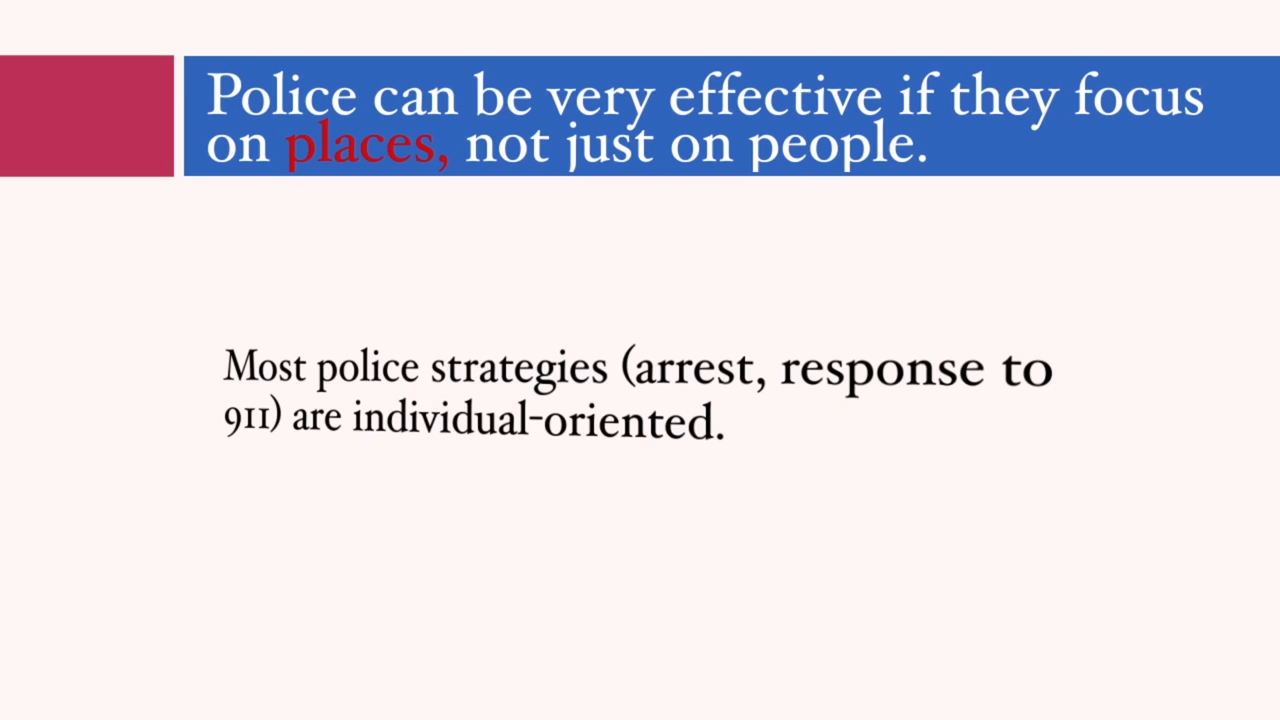 Police can be very effective if they focus
on places, not just on people.
Most police strategies (arrest, response to
911) are individual-oriented.